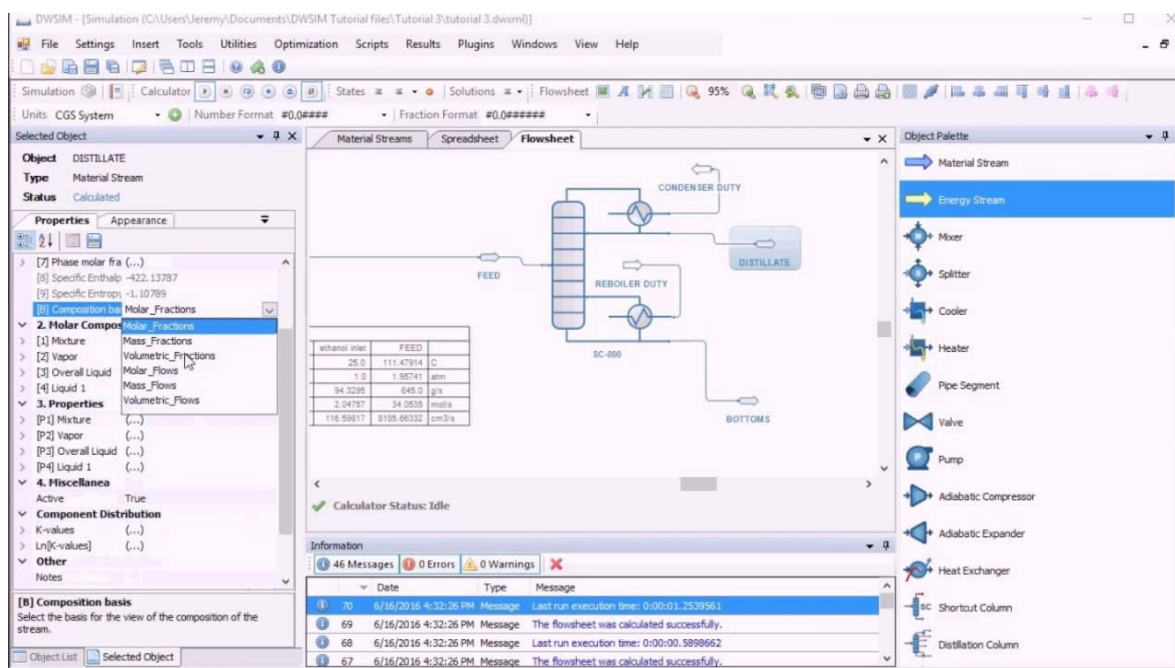 DWSIM - [Simulation (C:\Users\Jeremy\Documents\DWSIM Tutorial files\Tutorial 3\tutorial 3.dwxml)]
File Settings Insert Tools Utilities Optimization Scripts Results Plugins Windows View Help
Simulation Calculator States Solutions Flowsheet A 95%
Units CGS System Number Format #0.0#### Fraction Format #0.0######
Selected Object
Object DISTILLATE
Type Material Stream
Status Calculated
Properties Appearance
[7] Phase molar fra (...)
[8] Specific Enthalp -422.13787
[9] Specific Entropy -1.10789
[B] Composition ba Molar_Fractions
2. Molar Compos Molar_Fractions
[1] Mixture Mass_Fractions
[2] Vapor Volumetric_Fractions
[3] Overall Liquid Molar_Flows
[4] Liquid 1 Mass_Flows
3. Properties Volumetric_Flows
[P1] Mixture (...)
[P2] Vapor (...)
[P3] Overall Liquid (...)
[P4] Liquid 1 (...)
4. Miscellanea
Active True
Component Distribution
K-values (...)
Ln[K-values] (...)
Other
Notes
[B] Composition basis
Select the basis for the view of the composition of the
stream.
Object List Selected Object
Material Streams Spreadsheet Flowsheet
CONDENSER DUTY
DISTILLATE
FEED
REBOILER DUTY
SC-000
BOTTOMS
ethanol inlet FEED
25.0 111.47914 C
1.0 1.95741 atm
94.3295 645.0 g/s
2.04757 34.0535 mol/s
116.59817 8185.66332 cm3/s
Calculator Status: Idle
Information
46 Messages 0 Errors 0 Warnings
Date Type Message
70 6/16/2016 4:32:26 PM Message Last run execution time: 0:00:01.2539561
69 6/16/2016 4:32:26 PM Message The flowsheet was calculated successfully.
68 6/16/2016 4:32:26 PM Message Last run execution time: 0:00:00.5898662
67 6/16/2016 4:32:26 PM Message The flowsheet was calculated successfully.
Object Palette
Material Stream
Energy Stream
Mixer
Splitter
Cooler
Heater
Pipe Segment
Valve
Pump
Adiabatic Compressor
Adiabatic Expander
Heat Exchanger
SC Shortcut Column
Distillation Column